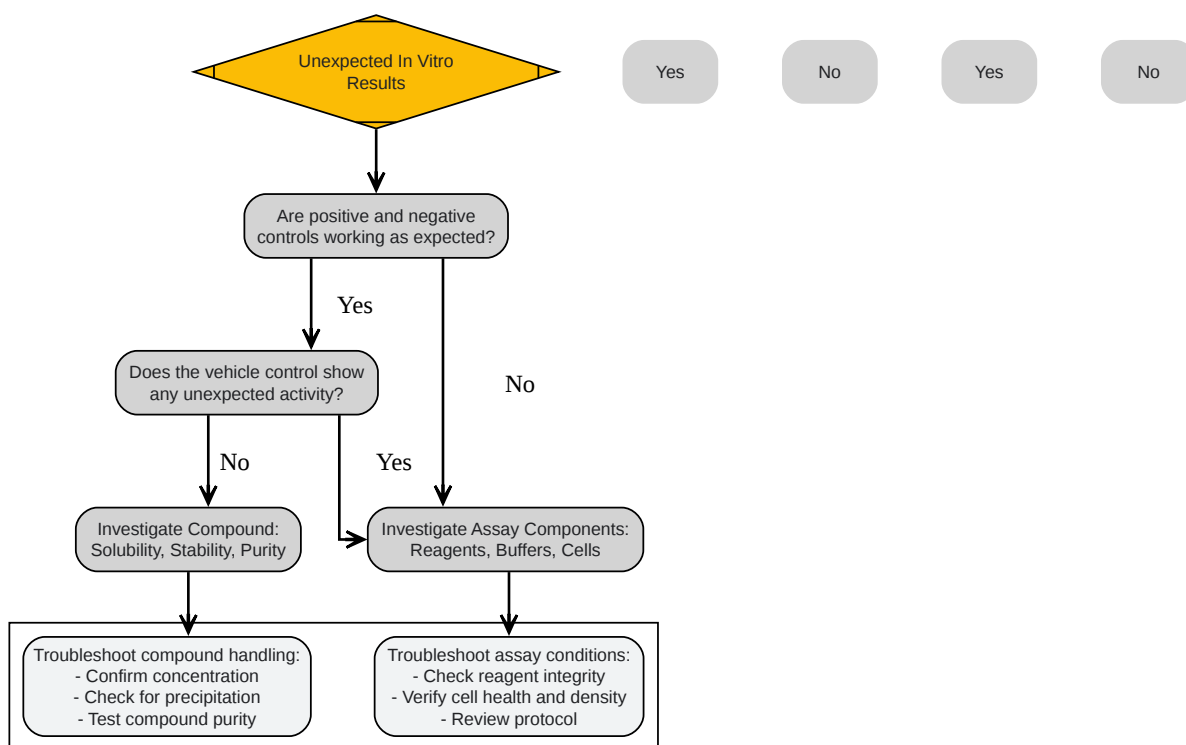 Unexpected In Vitro
Results
Yes
No
Yes
No
Are positive and negative
controls working as expected?
Yes
Does the vehicle control show
any unexpected activity?
No
No
Yes
Investigate Compound:
Solubility, Stability, Purity
Investigate Assay Components:
Reagents, Buffers, Cells
Troubleshoot compound handling:
- Confirm concentration
- Check for precipitation
- Test compound purity
Troubleshoot assay conditions:
- Check reagent integrity
- Verify cell health and density
- Review protocol